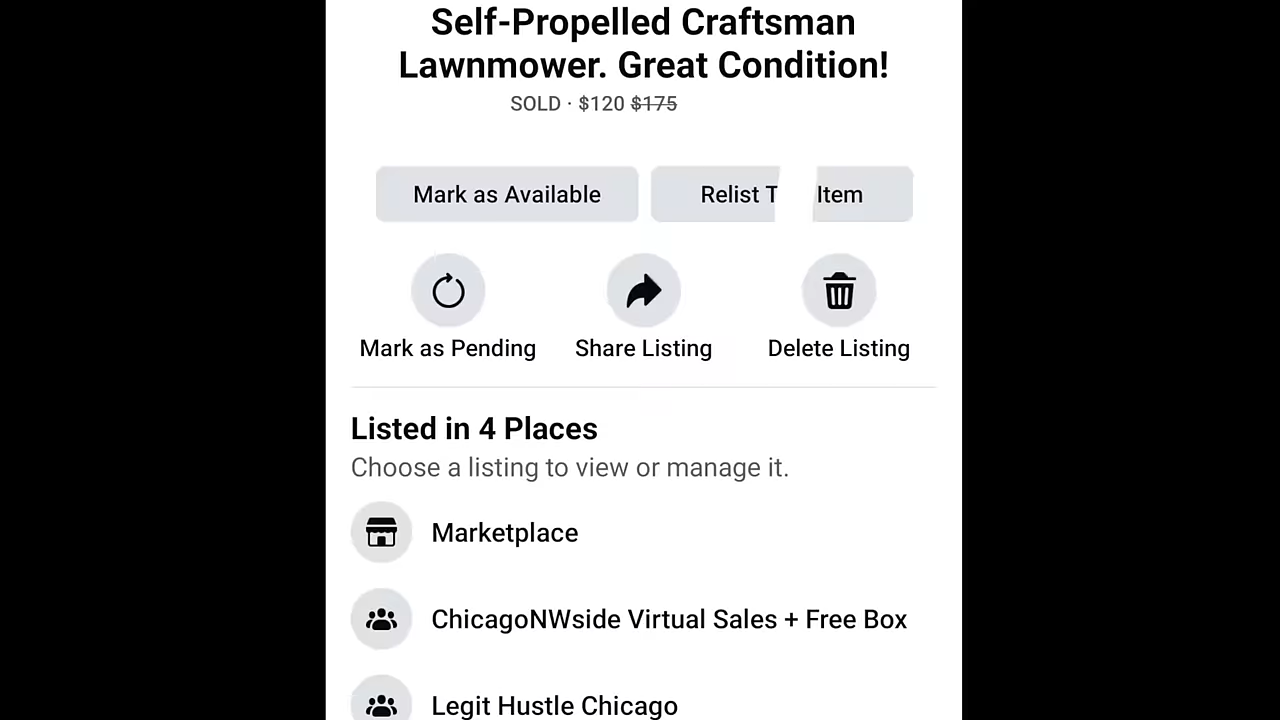 Self-Propelled Craftsman
Lawnmower. Great Condition!
SOLD · $120 $175
Mark as Available
Relist T Item
Mark as Pending
Share Listing
Delete Listing
Listed in 4 Places
Choose a listing to view or manage it.
Marketplace
ChicagoNWside Virtual Sales + Free Box
Legit Hustle Chicago